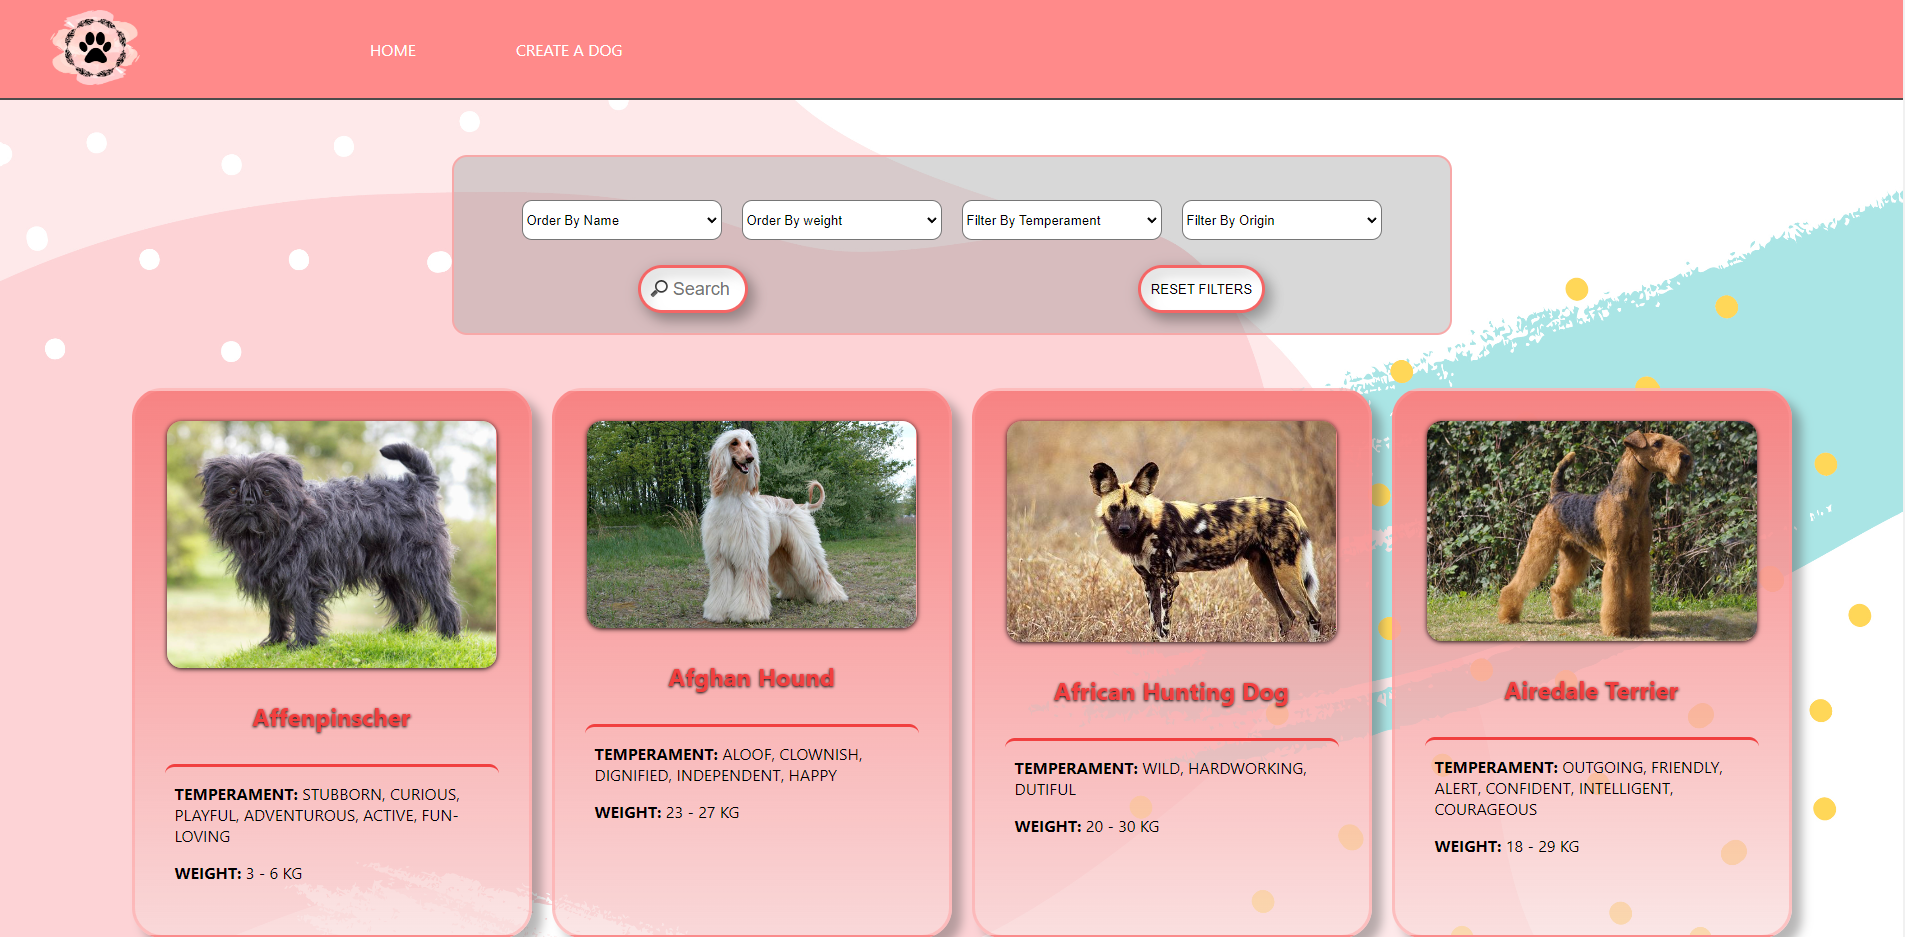 HOME
CREATE A DOG
Order By Name
Order By weight
Filter By Temperament
Filter By Origin
Search
RESET FILTERS
Affenpinscher
TEMPERAMENT: STUBBORN, CURIOUS,
PLAYFUL, ADVENTUROUS, ACTIVE, FUN-
LOVING
WEIGHT: 3 - 6 KG
Afghan Hound
TEMPERAMENT: ALOOF, CLOWNISH,
DIGNIFIED, INDEPENDENT, HAPPY
WEIGHT: 23 - 27 KG
African Hunting Dog
TEMPERAMENT: WILD, HARDWORKING,
DUTIFUL
WEIGHT: 20 - 30 KG
Airedale Terrier
TEMPERAMENT: OUTGOING, FRIENDLY,
ALERT, CONFIDENT, INTELLIGENT,
COURAGEOUS
WEIGHT: 18 - 29 KG